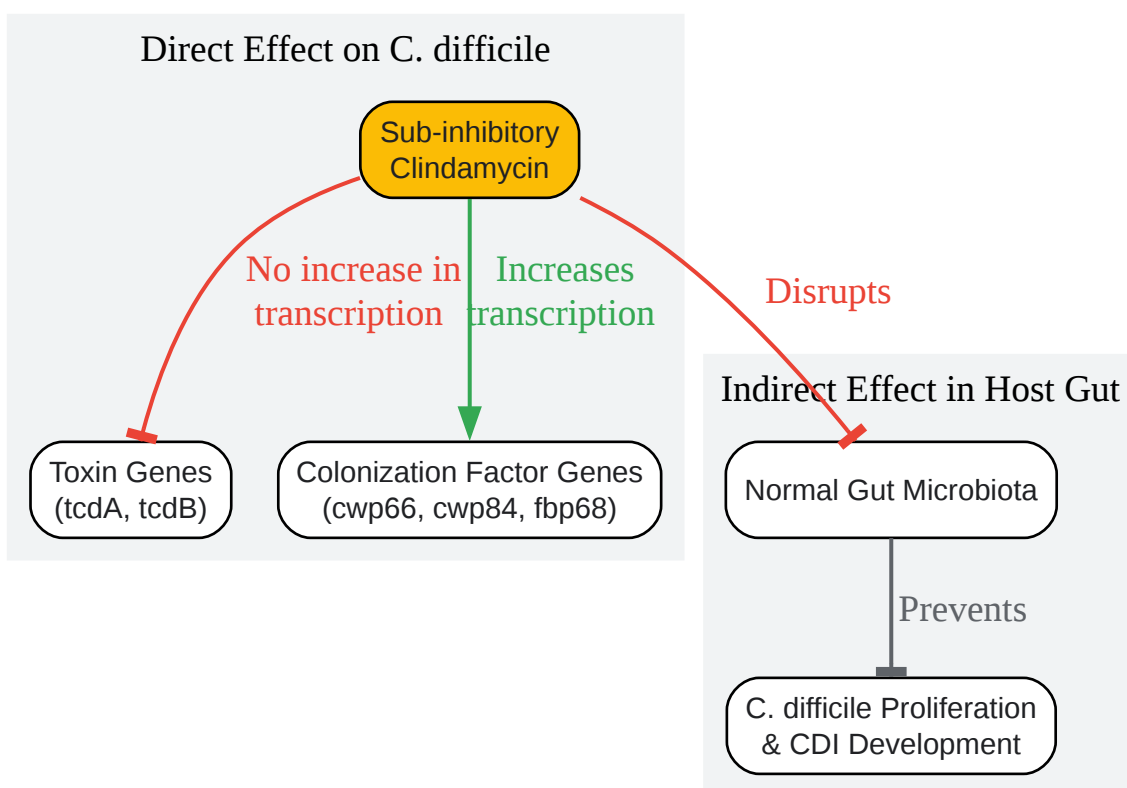 Direct Effect on C. difficile
Sub-inhibitory
Clindamycin
No increase in
transcription
Increases
transcription
Disrupts
Toxin Genes
(tcdA, tcdB)
Colonization Factor Genes
(cwp66, cwp84, fbp68)
Indirect Effect in Host Gut
Normal Gut Microbiota
Prevents
C. difficile Proliferation
& CDI Development